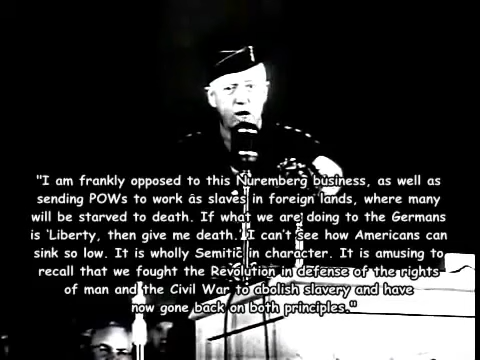 "I am frankly opposed to this Nuremberg business, as well as
sending POWs to work as slaves in foreign lands, where many
will be starved to death. If what we are doing to the Germans
is 'Liberty, then give me death.' I can't see how Americans can
sink so low. It is wholly Semitic in character. It is amusing to
recall that we fought the Revolution in defense of the rights
of man and the Civil War to abolish slavery and have
now gone back on both principles."